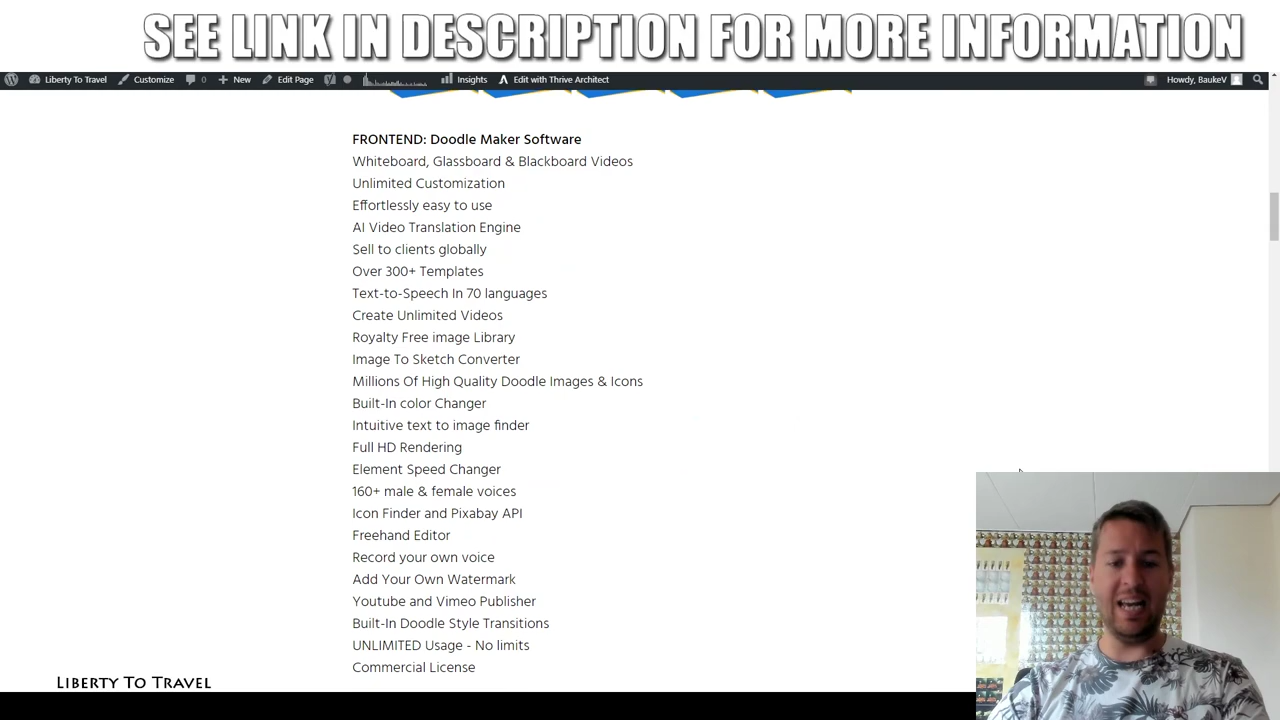 SEE LINK IN DESCRIPTION FOR MORE INFORMATION
Liberty To Travel Customize 0 New Edit Page Insights Edit with Thrive Architect Howdy, BaukeV
FRONTEND: Doodle Maker Software
Whiteboard, Glassboard & Blackboard Videos
Unlimited Customization
Effortlessly easy to use
AI Video Translation Engine
Sell to clients globally
Over 300+ Templates
Text-to-Speech In 70 languages
Create Unlimited Videos
Royalty Free image Library
Image To Sketch Converter
Millions Of High Quality Doodle Images & Icons
Built-In color Changer
Intuitive text to image finder
Full HD Rendering
Element Speed Changer
160+ male & female voices
Icon Finder and Pixabay API
Freehand Editor
Record your own voice
Add Your Own Watermark
Youtube and Vimeo Publisher
Built-In Doodle Style Transitions
UNLIMITED Usage - No limits
Commercial License
LIBERTY TO TRAVEL